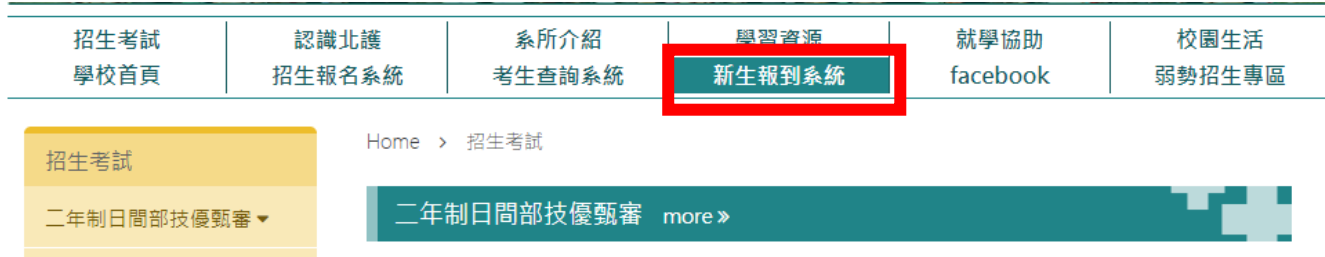 招生考試 認識北護 系所介紹 學習資源 就學協助 校園生活
學校首頁 招生報名系統 考生查詢系統 新生報到系統 facebook 弱勢招生專區
Home > 招生考試
招生考試
二年制日間部技優甄審
二年制日間部技優甄審 more »